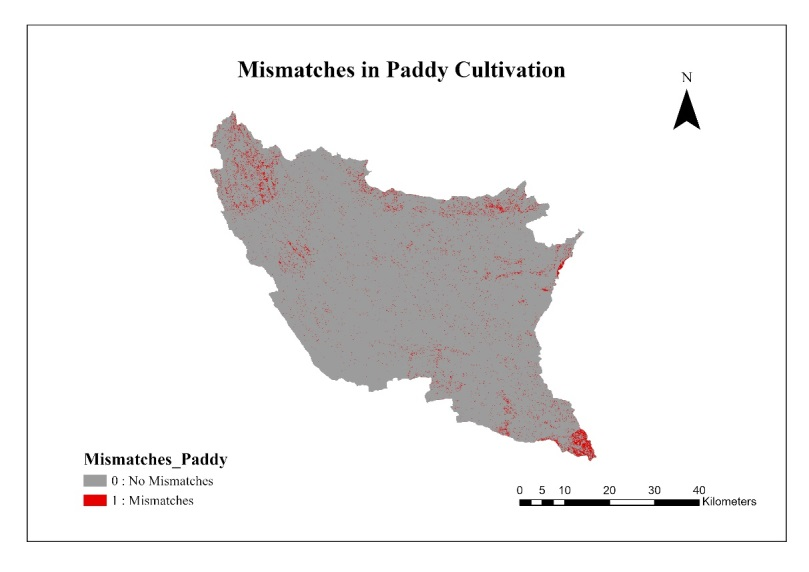 Mismatches in Paddy Cultivation
N
Mismatches_Paddy
0 : No Mismatches
1 : Mismatches
0 5 10 20 30 40
Kilometers